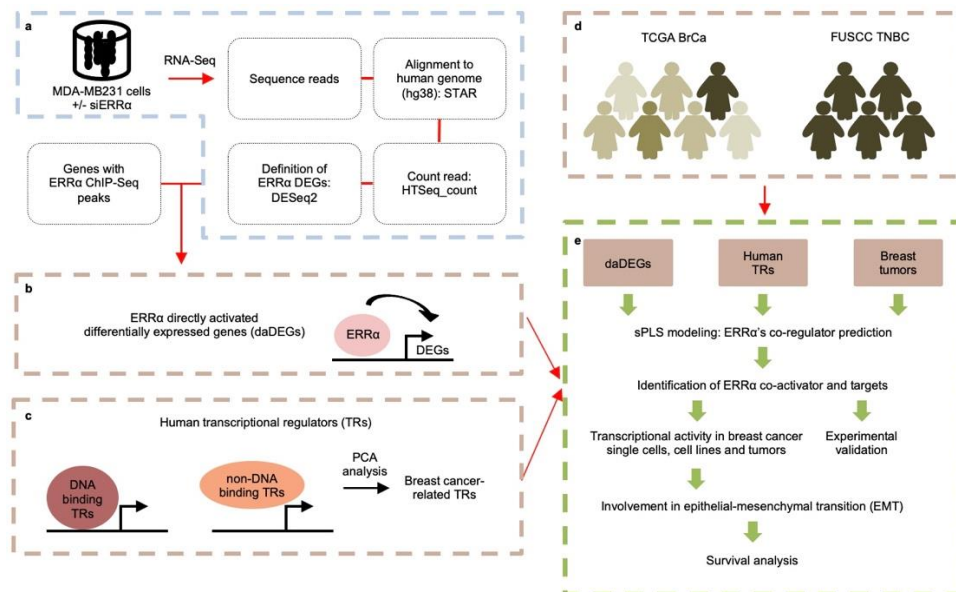 a
RNA-Seq
MDA-MB231 cells
+/- siERRα
Sequence reads
Alignment to
human genome
(hg38): STAR
Genes with
ERRα ChIP-Seq
peaks
Definition of
ERRα DEGs:
DESeq2
Count read:
HTSeq_count
b
ERRα directly activated
differentially expressed genes (daDEGs)
ERRα
DEGs
c
Human transcriptional regulators (TRs)
DNA
binding
TRs
non-DNA
binding TRs
PCA
analysis
Breast cancer-
related TRs
d
TCGA BrCa
FUSCC TNBC
e
daDEGs
Human
TRs
Breast
tumors
sPLS modeling: ERRα's co-regulator prediction
Identification of ERRα co-activator and targets
Transcriptional activity in breast cancer
single cells, cell lines and tumors
Experimental
validation
Involvement in epithelial-mesenchymal transition (EMT)
Survival analysis